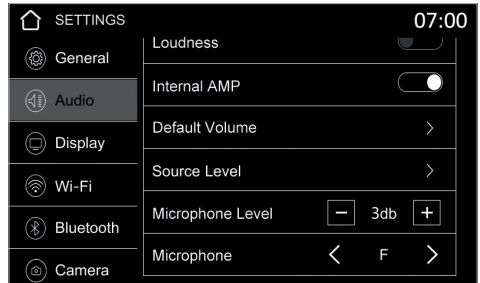 SETTINGS 07:00
General
Audio
Display
Wi-Fi
Bluetooth
Camera
Loudness
Internal AMP
Default Volume
Source Level
Microphone Level − 3db +
Microphone F